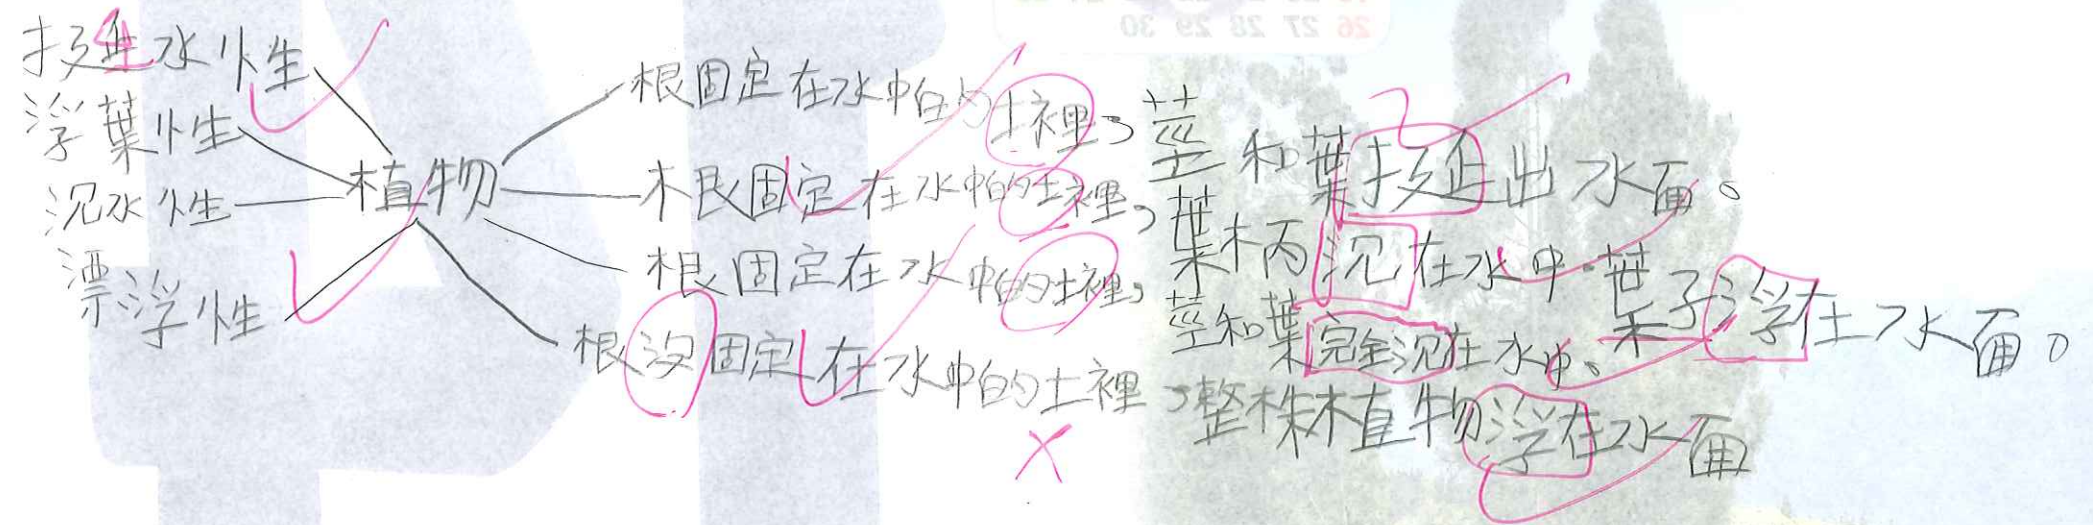 挺水性
浮葉性
沉水性
漂浮性
植物
根固定在水中的土裡,莖和葉挺出水面。
根固定在水中的土裡,葉柄沉在水中.葉子浮在水面。
根固定在水中的土裡,莖和葉完全沉在水中。
根沒固定在水中的土裡,整株植物浮在水面
26 27 28 29 30